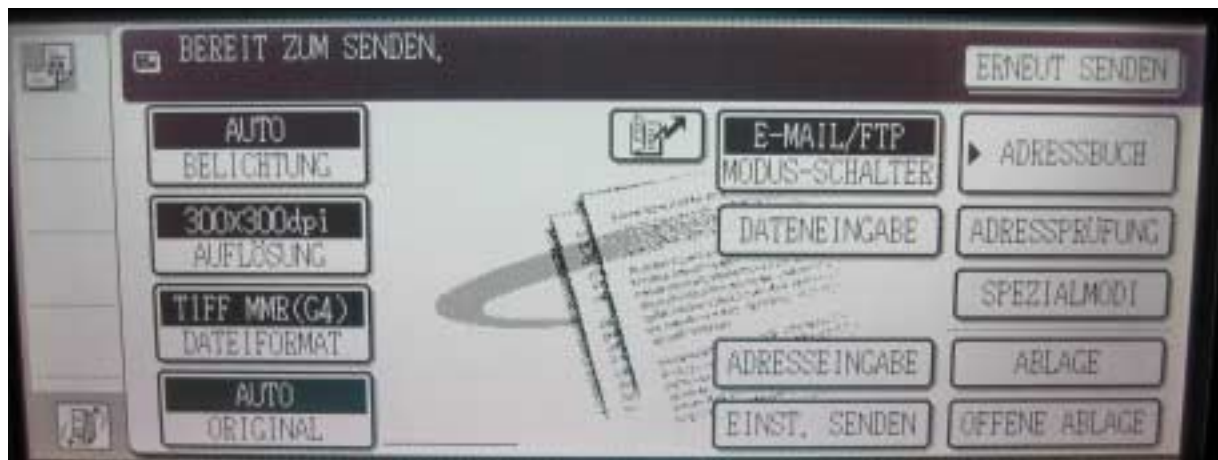 BEREIT ZUM SENDEN.
ERNEUT SENDEN
AUTO
BELICHTUNG
E-MAIL/FTP
MODUS-SCHALTER
ADRESSBUCH
300X300dpi
AUFLÖSUNG
DATENEINGABE
ADRESSPRÜFUNG
TIFF MMR(G4)
DATEIFORMAT
SPEZIALMODI
ADRESSEINGABE
ABLAGE
AUTO
ORIGINAL
EINST. SENDEN
OFFENE ABLAGE